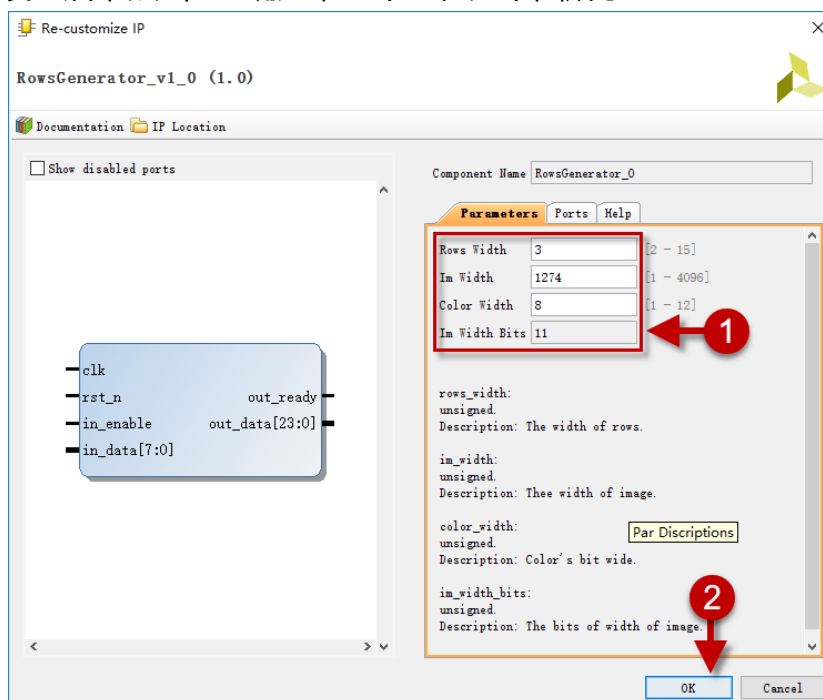 Re-customize IP
RowsGenerator_v1_0 (1.0)
Documentation IP Location
Show disabled ports
clk
rst_n
in_enable
in_data[7:0]
out_ready
out_data[23:0]
Component Name RowsGenerator_0
Parameters Ports Help
Rows Width 3 [2 - 15]
Im Width 1274 [1 - 4096]
Color Width 8 [1 - 12]
Im Width Bits 11
1
rows_width:
unsigned.
Description: The width of rows.
im_width:
unsigned.
Description: Thee width of image.
color_width:
unsigned.
Description: Color's bit wide.
Par Discriptions
im_width_bits:
unsigned.
Description: The bits of width of image.
2
OK Cancel